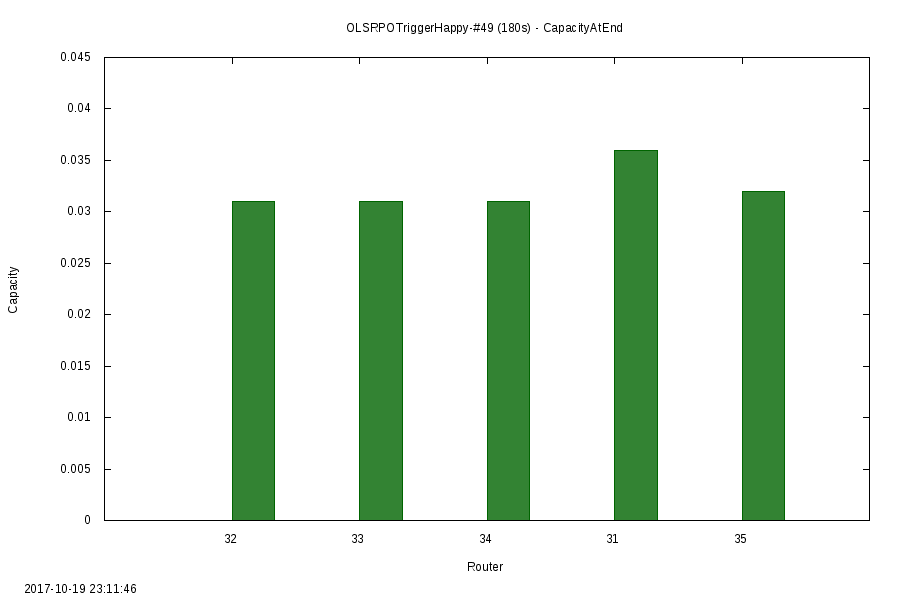 OLSRPOTriggerHappy-#49 (180s) - CapacityAtEnd
0.045
0.04
0.035
0.03
0.025
0.02
0.015
0.01
0.005
0
Capacity
32 33 34 31 35
Router
2017-10-19 23:11:46